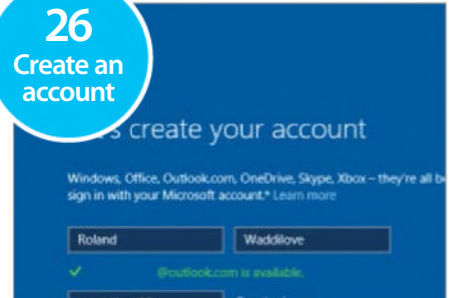 26
Create an
account
's create your account
Windows, Office, Outlook.com, OneDrive, Skype, Xbox – they're all be
sign in with your Microsoft account.* Learn more
Roland
Waddilove
@outlook.com is available.